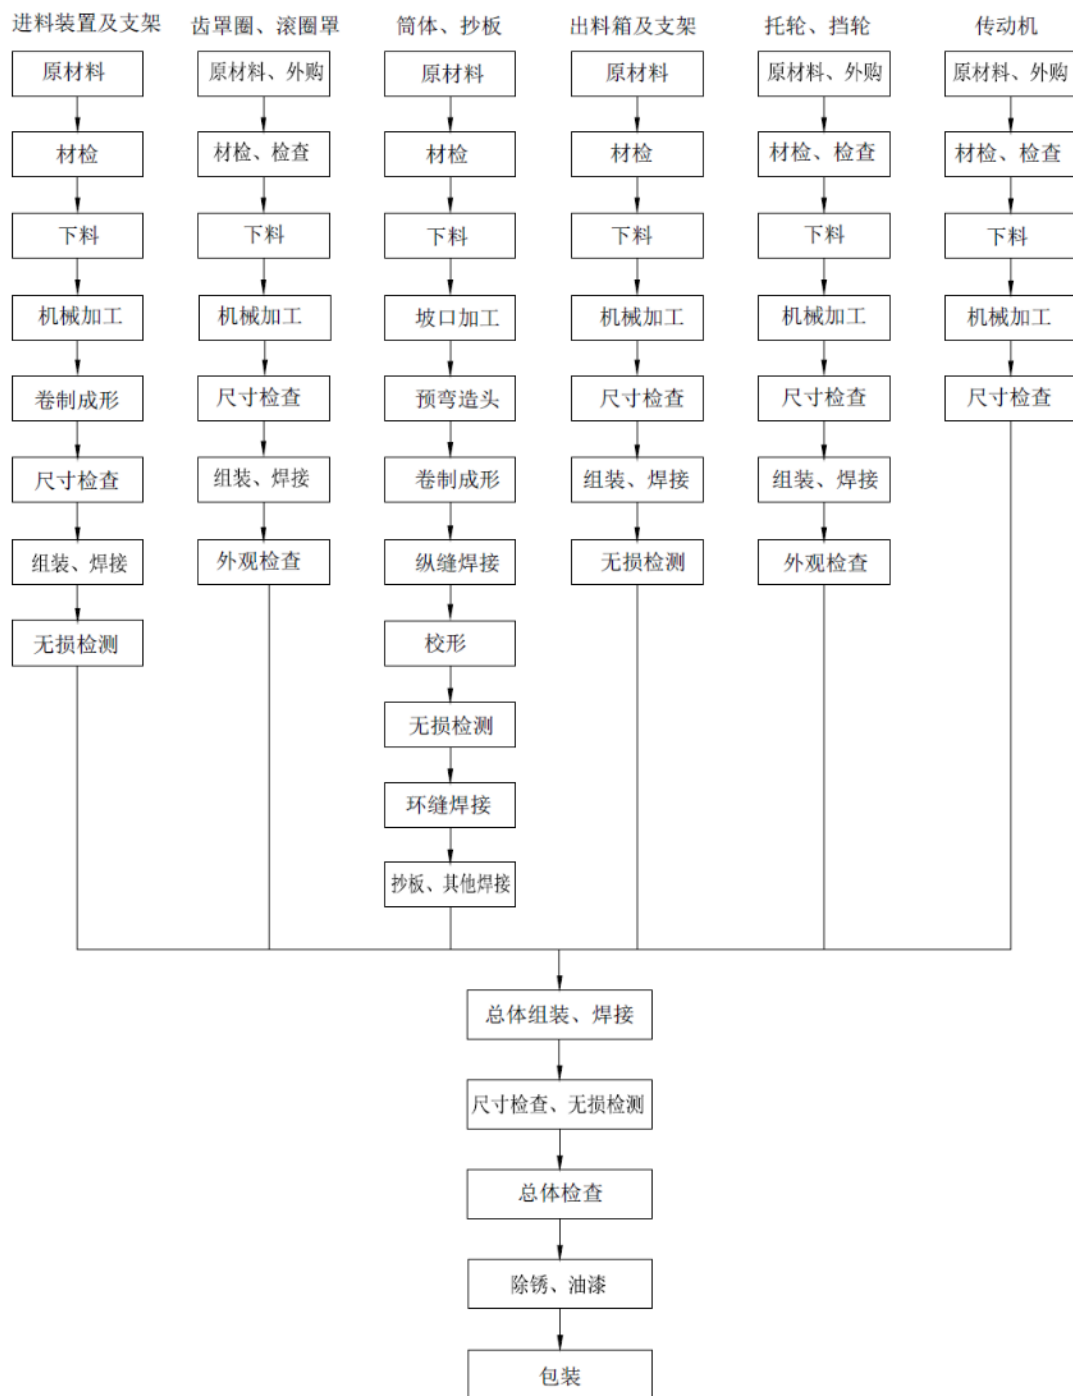 进料装置及支架
原材料
材检
下料
机械加工
卷制成形
尺寸检查
组装、焊接
无损检测
齿罩圈、滚圈罩
原材料、外购
材检、检查
下料
机械加工
尺寸检查
组装、焊接
外观检查
筒体、抄板
原材料
材检
下料
坡口加工
预弯造头
卷制成形
纵缝焊接
校形
无损检测
环缝焊接
抄板、其他焊接
出料箱及支架
原材料
材检
下料
机械加工
尺寸检查
组装、焊接
无损检测
托轮、挡轮
原材料、外购
材检、检查
下料
机械加工
尺寸检查
组装、焊接
外观检查
传动机
原材料、外购
材检、检查
下料
机械加工
尺寸检查
总体组装、焊接
尺寸检查、无损检测
总体检查
除锈、油漆
包装